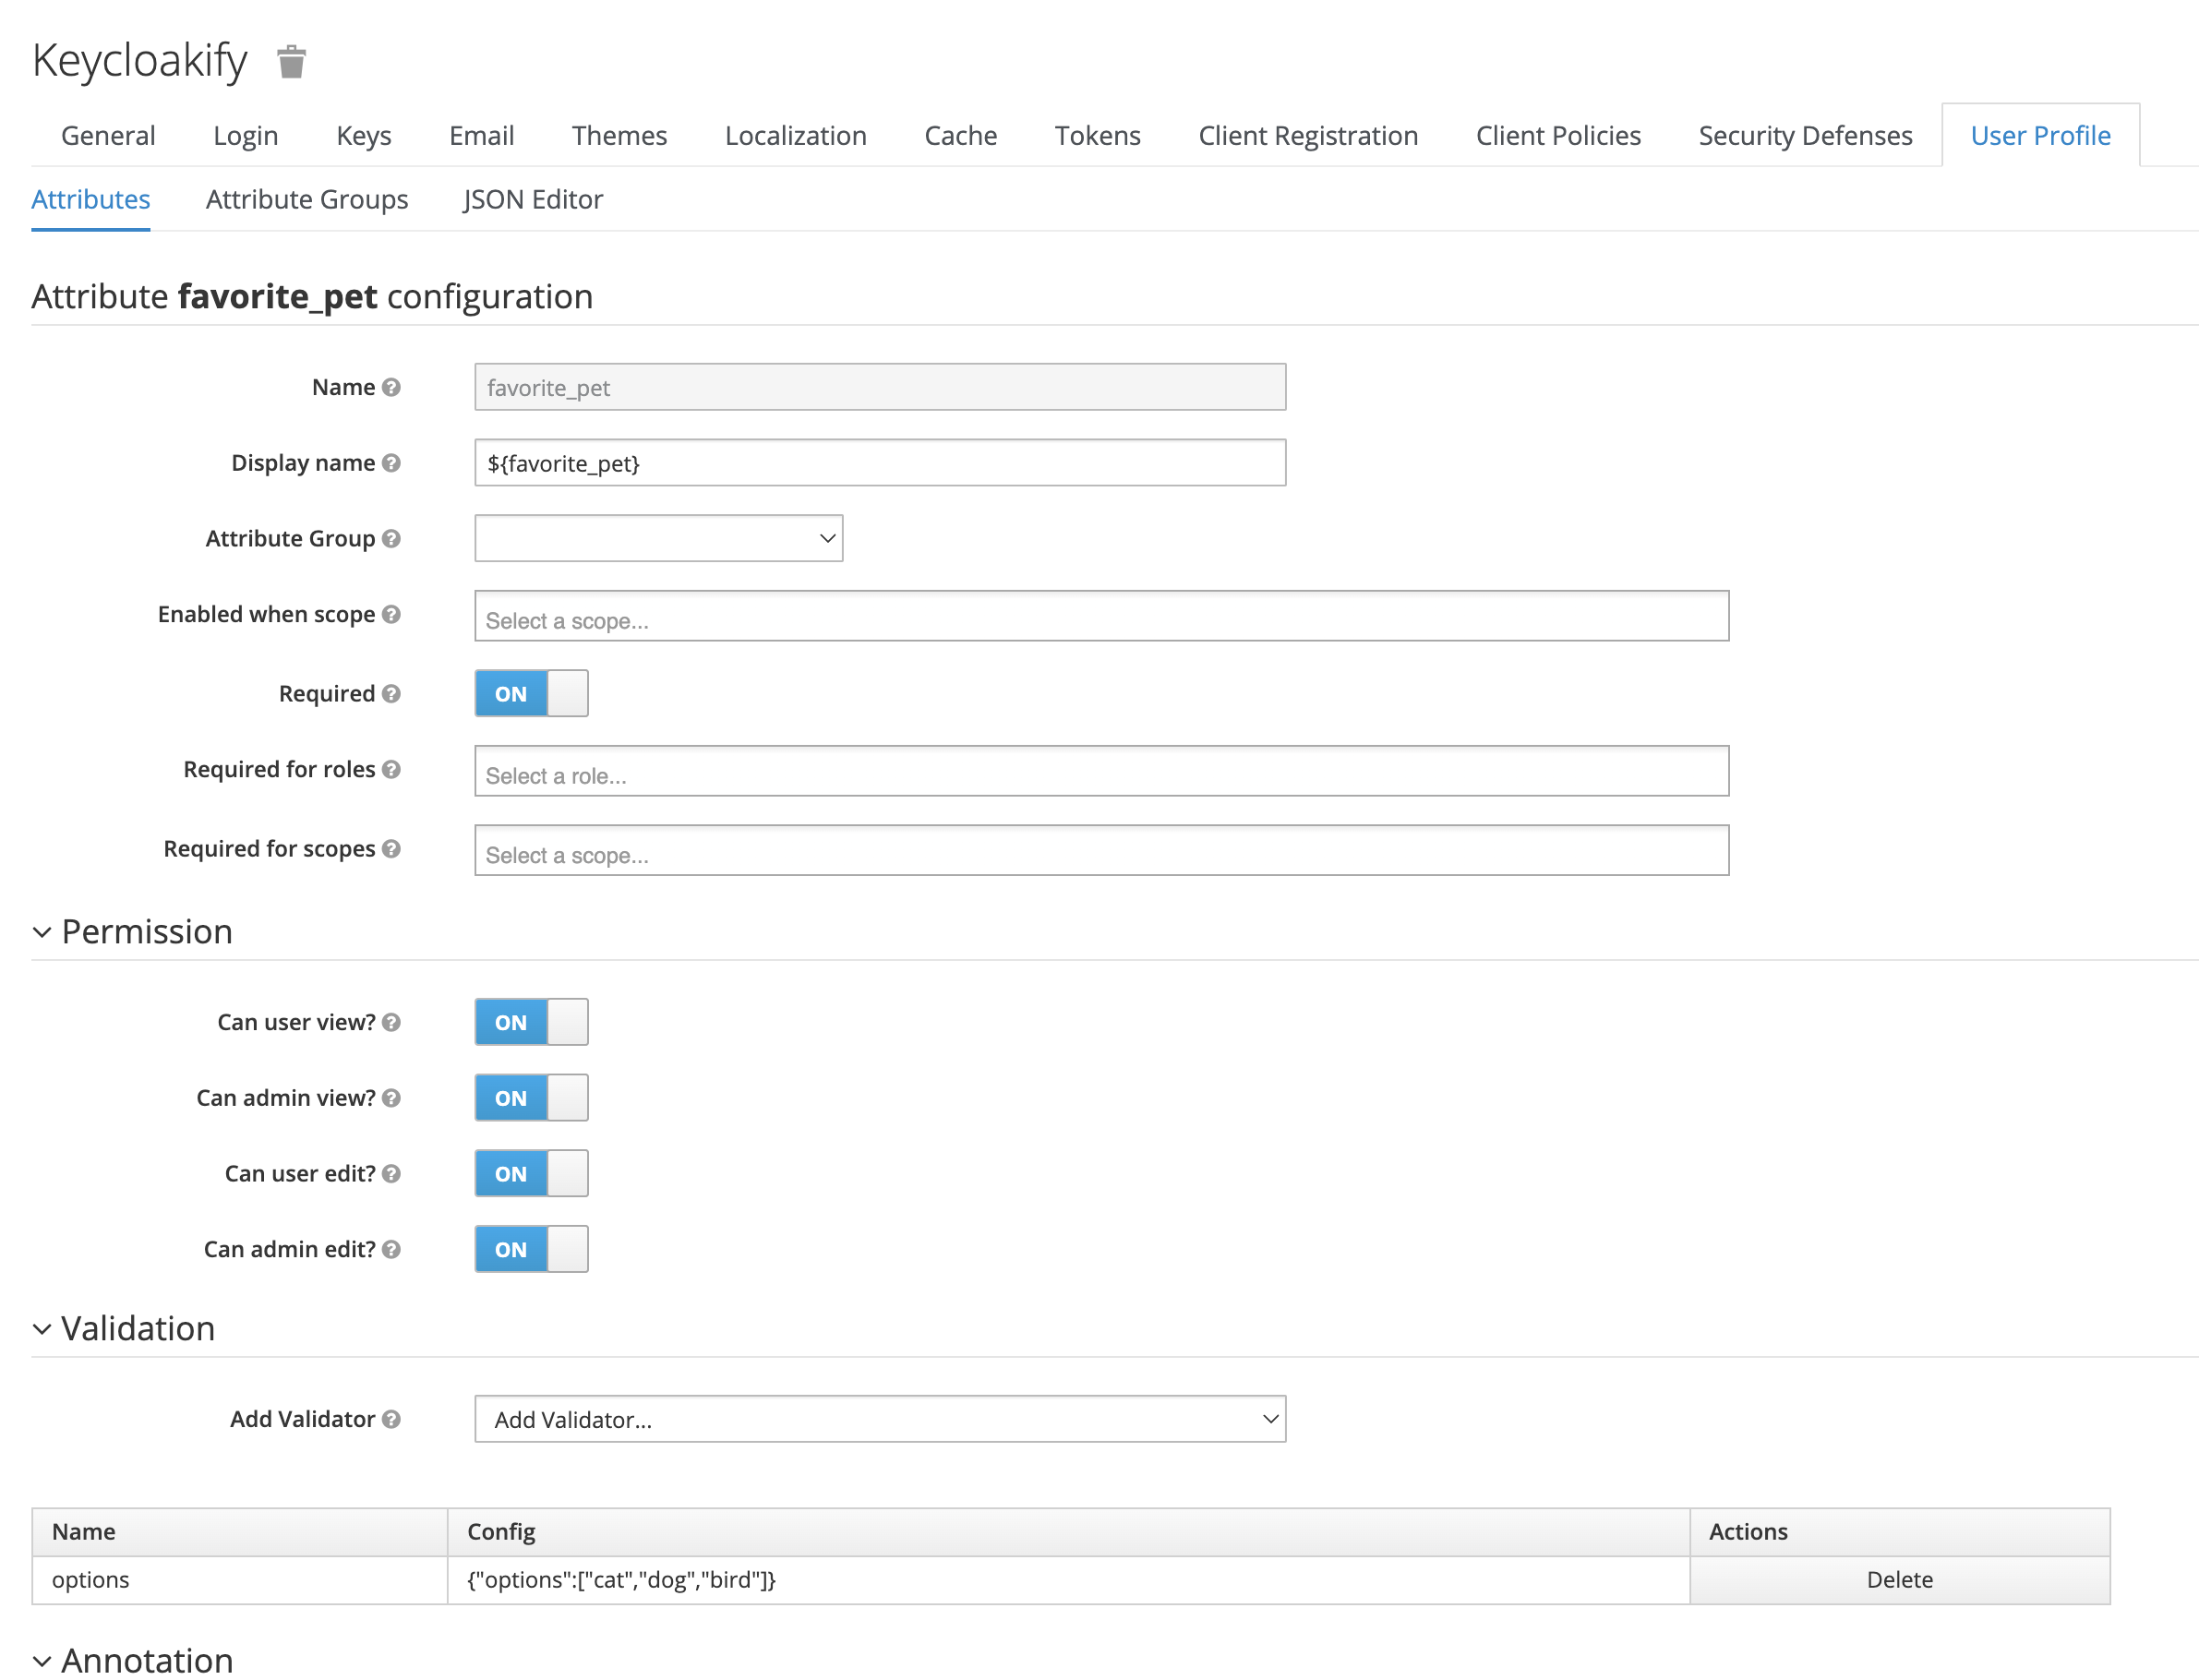 Keycloakify
General Login Keys Email Themes Localization Cache Tokens Client Registration Client Policies Security Defenses User Profile
Attributes Attribute Groups JSON Editor
Attribute favorite_pet configuration
Name favorite_pet
Display name ${favorite_pet}
Attribute Group
Enabled when scope Select a scope...
Required ON
Required for roles Select a role...
Required for scopes Select a scope...
Permission
Can user view? ON
Can admin view? ON
Can user edit? ON
Can admin edit? ON
Validation
Add Validator Add Validator...
Name Config Actions
options {"options":["cat","dog","bird"]} Delete
Annotation